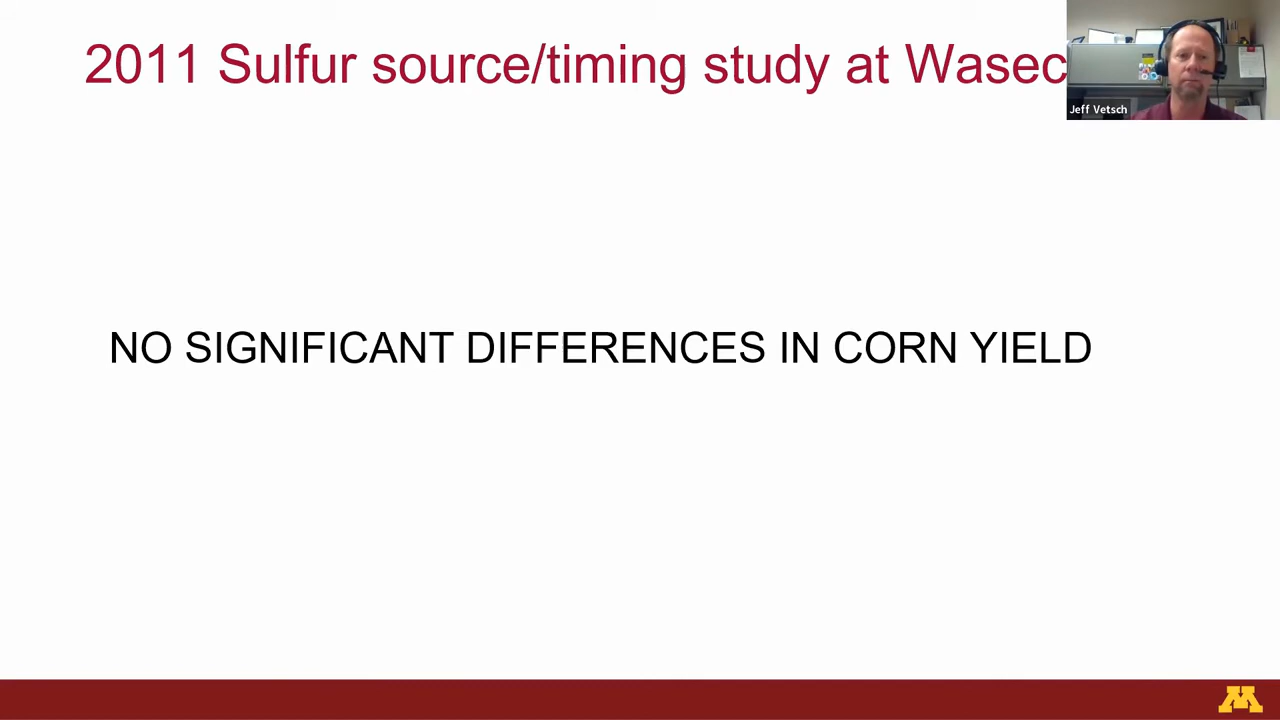 2011 Sulfur source/timing study at Wasec
Jeff Vetsch
NO SIGNIFICANT DIFFERENCES IN CORN YIELD
M